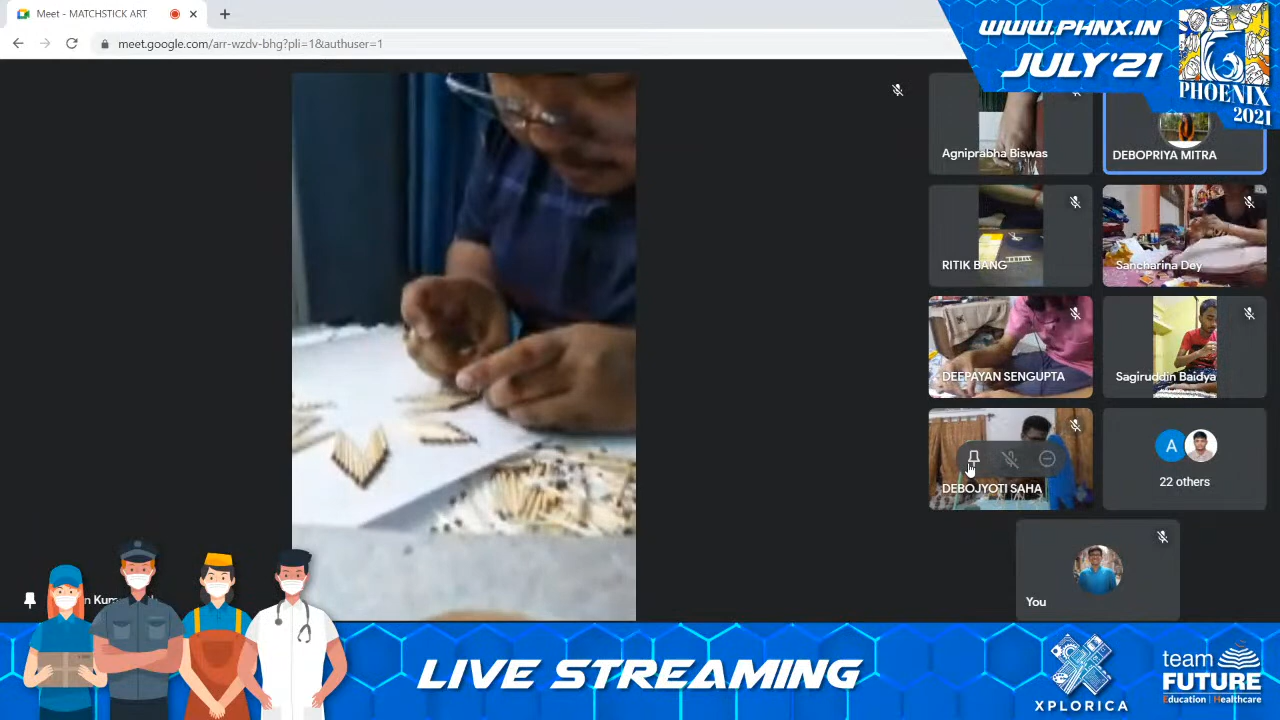 Meet - MATCHSTICK ART
meet.google.com/arr-wzdv-bhg?pli=1&authuser=1
WWW.PHNX.IN
JULY'21
PHOENIX
2021
Agniprabha Biswas
DEBOPRIYA MITRA
RITIK BANG
Sancharina Dey
DEEPAYAN SENGUPTA
Sagiruddin Baidya
DEBOJYOTI SAHA
A
22 others
You
LIVE STREAMING
XPLORICA
team
FUTURE
Education | Healthcare